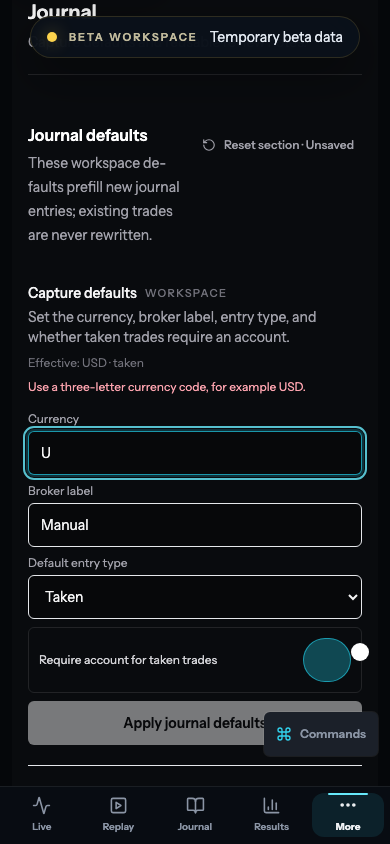 Journal
BETA WORKSPACE Temporary beta data
Journal defaults
Reset section · Unsaved
These workspace de-
faults prefill new journal
entries; existing trades
are never rewritten.
Capture defaults WORKSPACE
Set the currency, broker label, entry type, and
whether taken trades require an account.
Effective: USD · taken
Use a three-letter currency code, for example USD.
Currency
U
Broker label
Manual
Default entry type
Taken
Require account for taken trades
Apply journal defaults
Commands
Live Replay Journal Results More